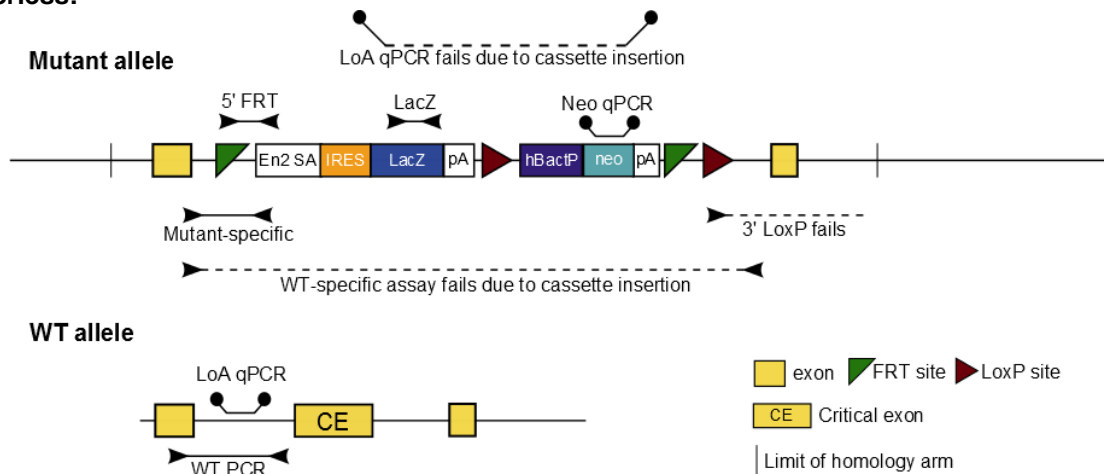 LoA qPCR fails due to cassette insertion
Mutant allele
5' FRT
LacZ
Neo qPCR
En2 SA IRES LacZ pA hBactP neo pA
Mutant-specific
3' LoxP fails
WT-specific assay fails due to cassette insertion
WT allele
LoA qPCR
exon FRT site LoxP site
CE
CE Critical exon
WT PCR
Limit of homology arm